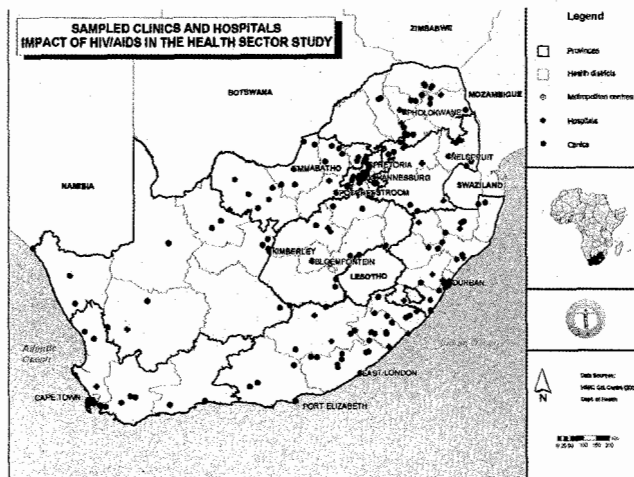 SAMPLED CLINICS AND HOSPITALS
IMPACT OF HIV/AIDS IN THE HEALTH SECTOR STUDY
ZIMBABWE
BOTSWANA
MOZAMBIQUE
PHOLOKWANE
NELSPRUIT
PRETORIA
MMABATHO
JOHANNESBURG
NAMIBIA
SWAZILAND
KIMBERLEY
BLOEMFONTEIN
LESOTHO
DURBAN
Atlantic
Ocean
EAST LONDON
CAPE TOWN
PORT ELIZABETH
Legend
Provinces
Health districts
Metropolitan centres
Hospitals
Clinics
N
Data Sources:
Dept. of Health